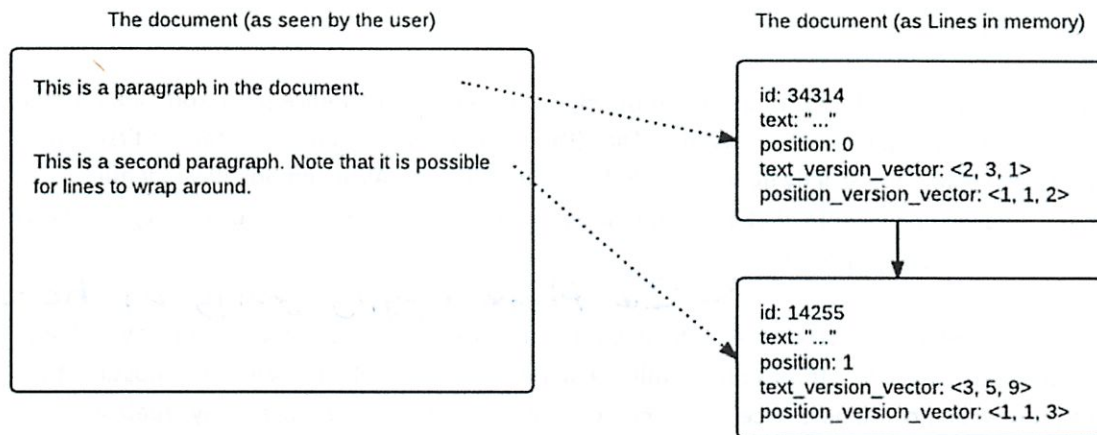 The document (as seen by the user)
This is a paragraph in the document.
This is a second paragraph. Note that it is possible
for lines to wrap around.
The document (as Lines in memory)
id: 34314
text: "..."
position: 0
text_version_vector: <2, 3, 1>
position_version_vector: <1, 1, 2>
id: 14255
text: "..."
position: 1
text_version_vector: <3, 5, 9>
position_version_vector: <1, 1, 3>